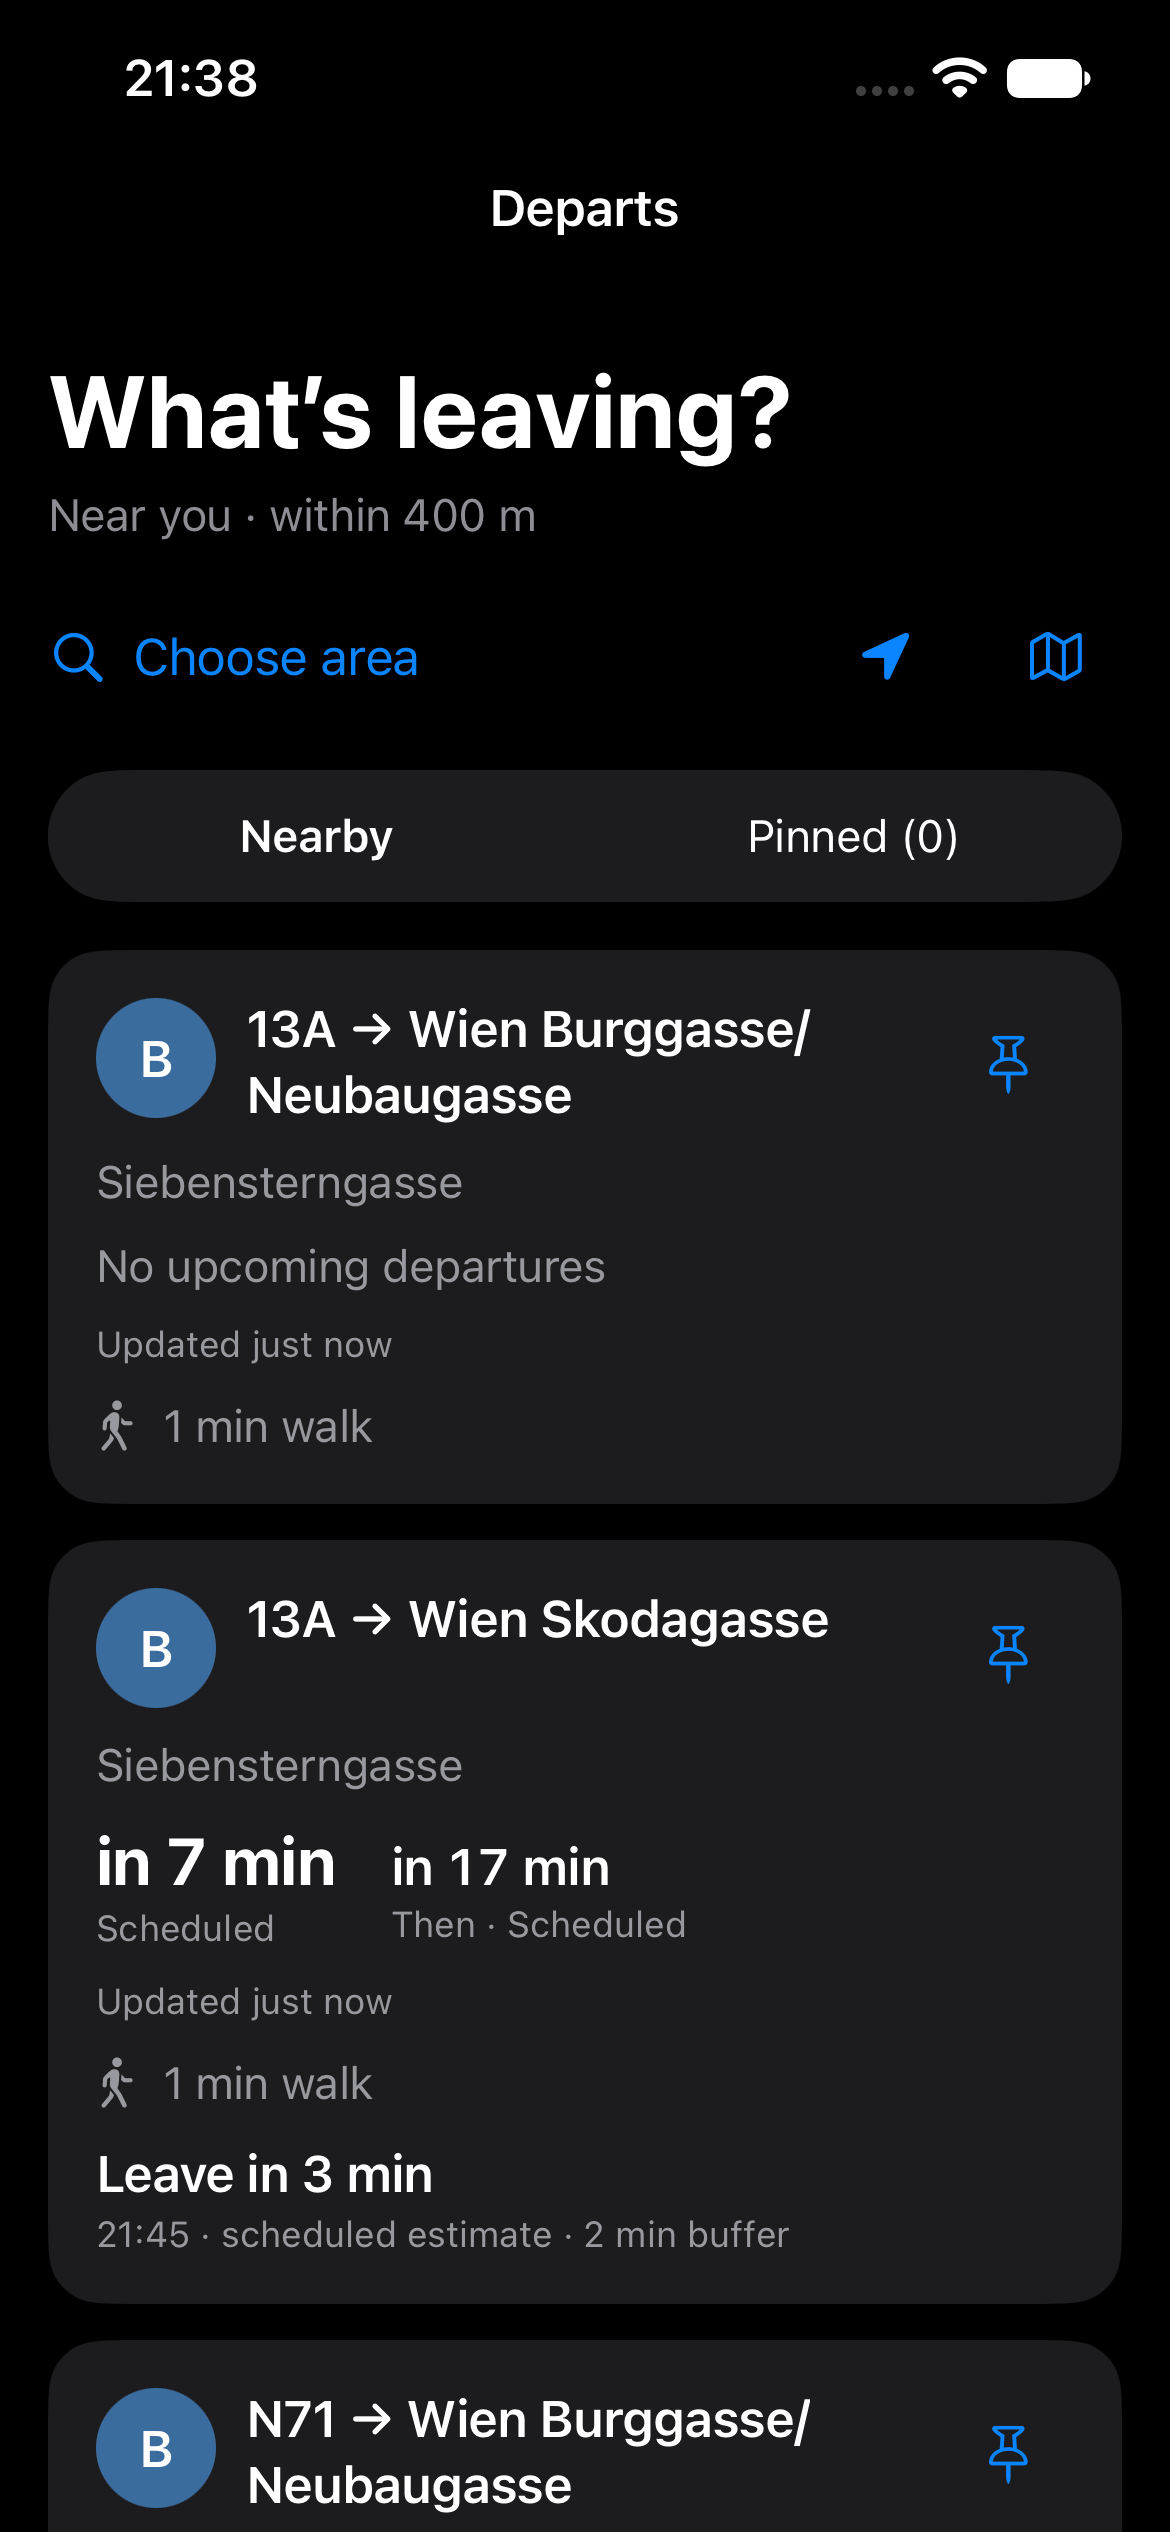 21:38
Departs
What’s leaving?
Near you · within 400 m
Choose area
Nearby
Pinned (0)
B
13A → Wien Burggasse/
Neubaugasse
Siebensterngasse
No upcoming departures
Updated just now
1 min walk
B
13A → Wien Skodagasse
Siebensterngasse
in 7 min
in 17 min
Scheduled
Then · Scheduled
Updated just now
1 min walk
Leave in 3 min
21:45 · scheduled estimate · 2 min buffer
B
N71 → Wien Burggasse/
Neubaugasse